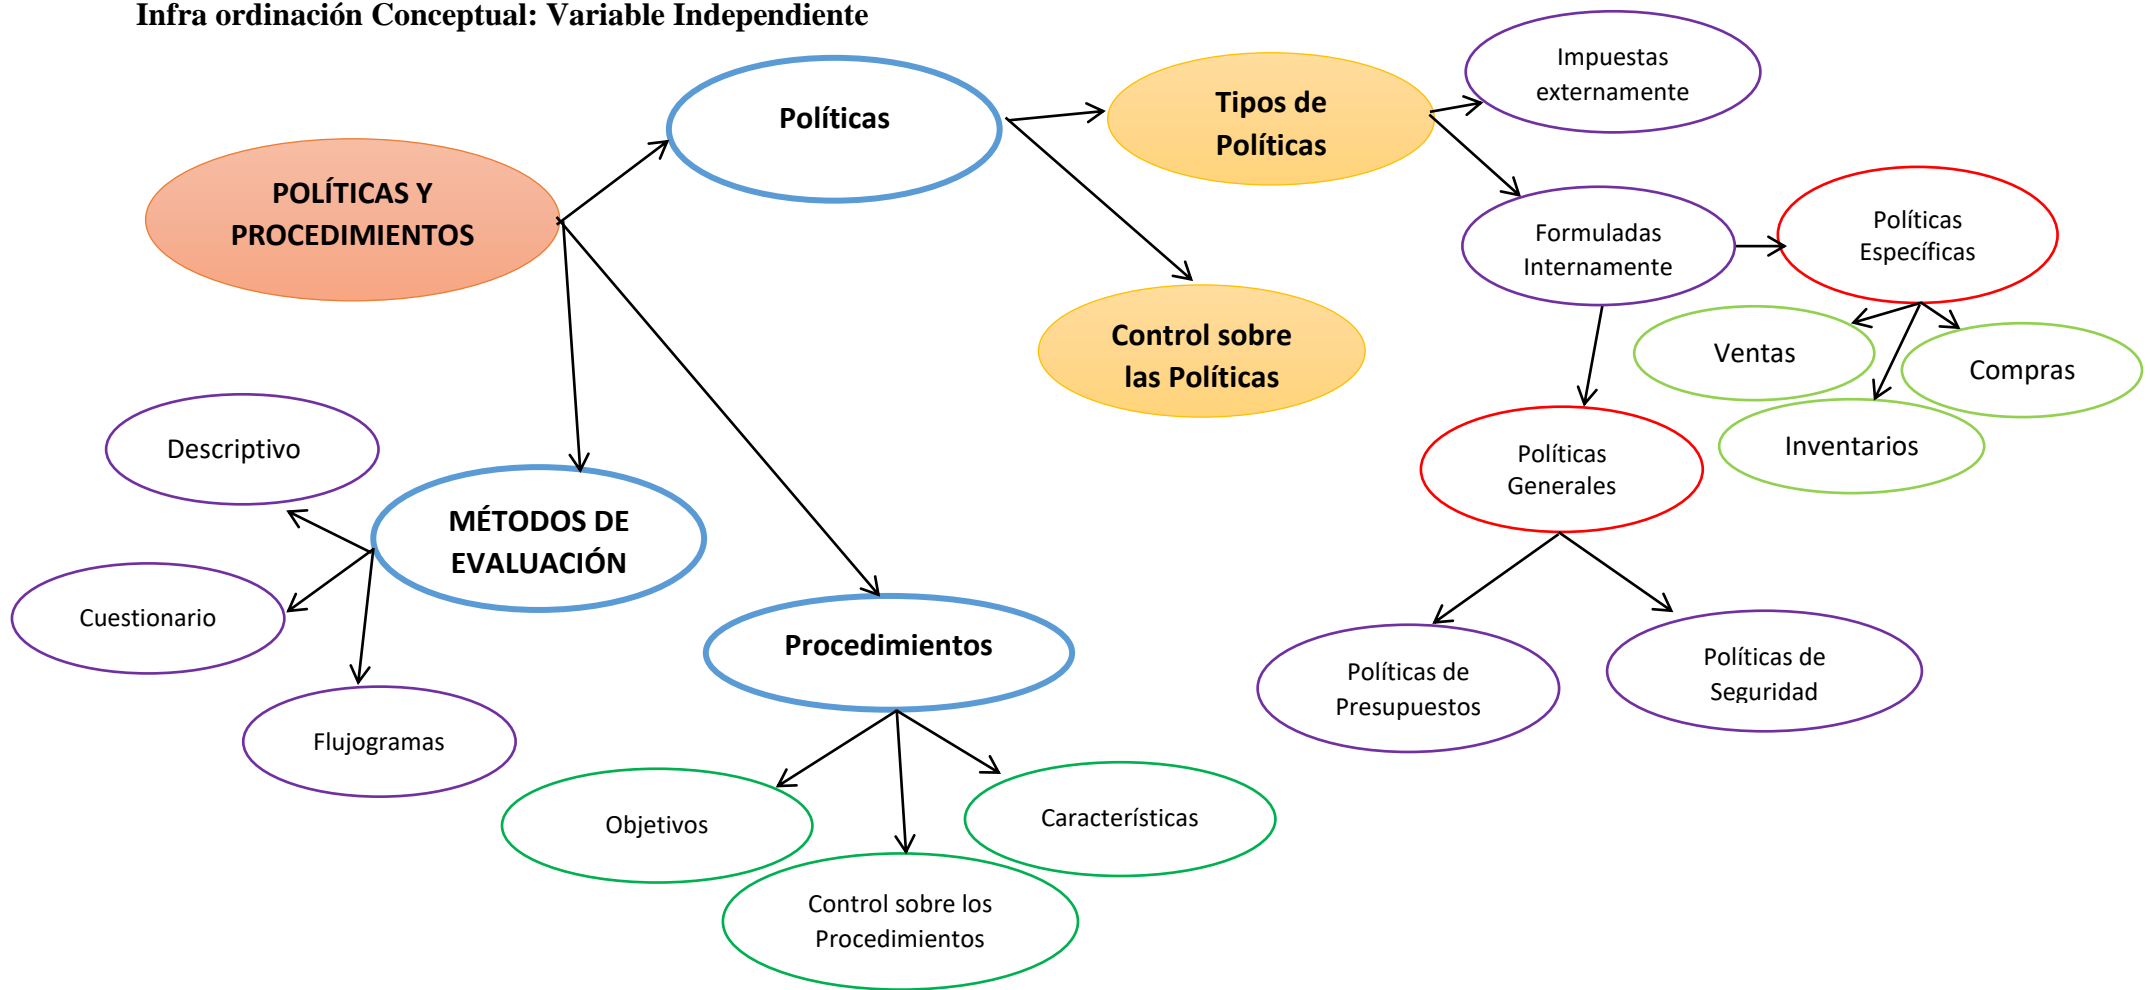 Infra ordinación Conceptual: Variable Independiente
Impuestas
externamente
Tipos de
Políticas
Políticas
POLÍTICAS Y
PROCEDIMIENTOS
Políticas
Específicas
Formuladas
Internamente
Control sobre
las Políticas
Ventas
Compras
Inventarios
Descriptivo
Políticas
Generales
MÉTODOS DE
EVALUACIÓN
Cuestionario
Procedimientos
Políticas de
Presupuestos
Políticas de
Seguridad
Flujogramas
Objetivos
Características
Control sobre los
Procedimientos